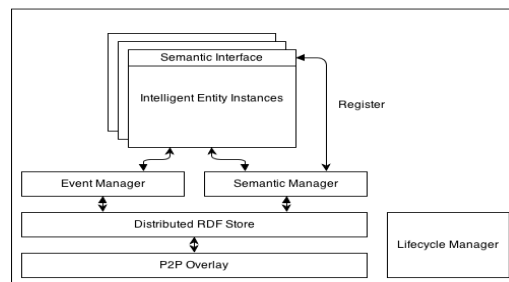 Semantic Interface
Intelligent Entity Instances
Register
Event Manager
Semantic Manager
Distributed RDF Store
Lifecycle Manager
P2P Overlay